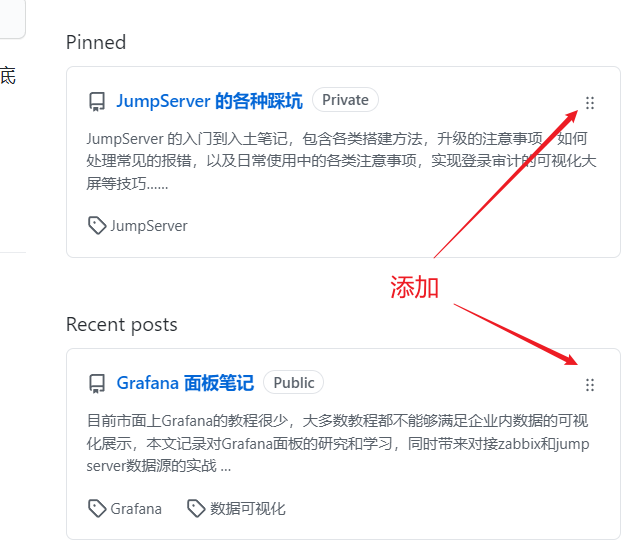 底
Pinned
JumpServer 的各种踩坑 Private
JumpServer 的入门到入土笔记，包含各类搭建方法，升级的注意事项，如何
处理常见的报错，以及日常使用中的各类注意事项，实现登录审计的可视化大
屏等技巧......
JumpServer
添加
Recent posts
Grafana 面板笔记 Public
目前市面上Grafana的教程很少，大多数教程都不能够满足企业内数据的可视
化展示，本文记录对Grafana面板的研究和学习，同时带来对接zabbix和jump
server数据源的实战 ...
Grafana 数据可视化